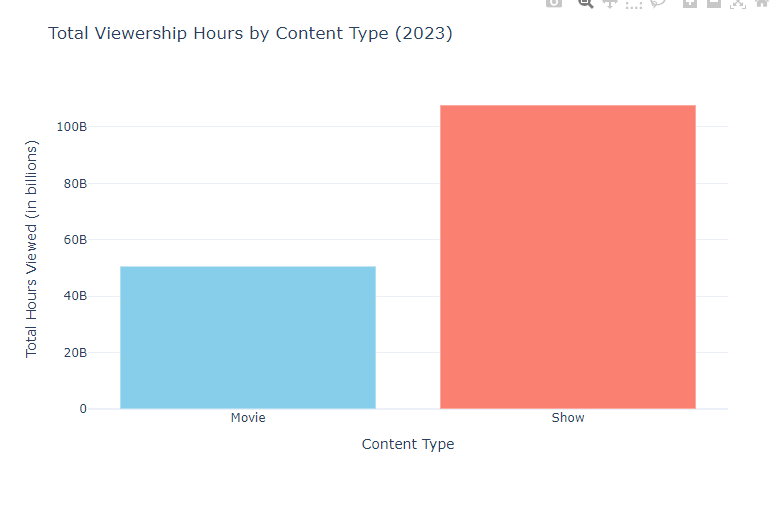 Total Viewership Hours by Content Type (2023)
Total Hours Viewed (in billions)
100B
80B
60B
40B
20B
0
Movie
Show
Content Type